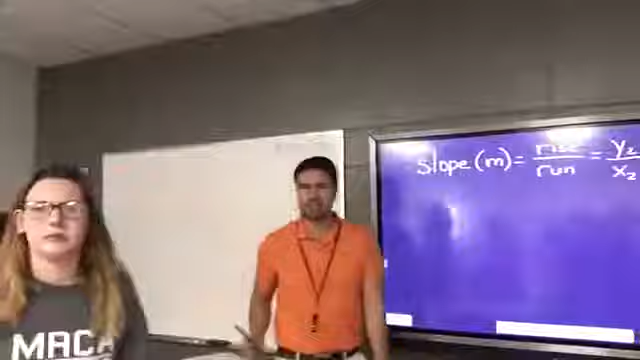 Slope (m) = rise/run = y₂/x₂
MACA